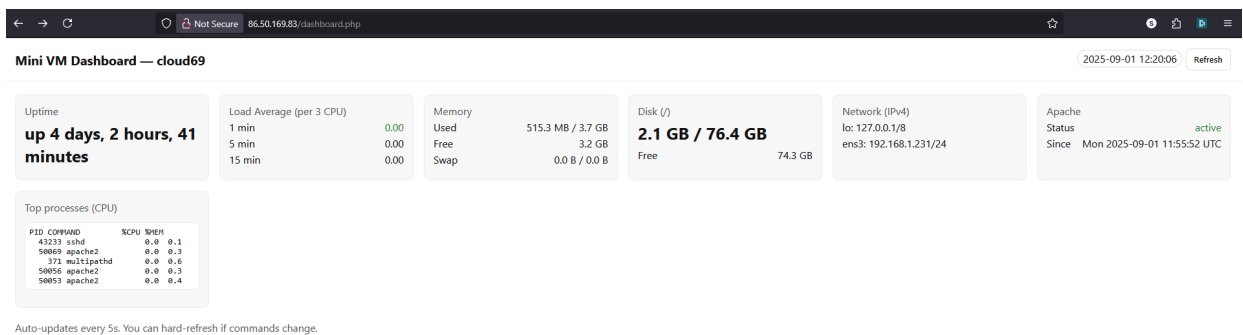 Not Secure 86.50.169.83/dashboard.php
Mini VM Dashboard — cloud69
2025-09-01 12:20:06 Refresh
Uptime
up 4 days, 2 hours, 41
minutes
Load Average (per 3 CPU)
1 min 0.00
5 min 0.00
15 min 0.00
Memory
Used 515.3 MB / 3.7 GB
Free 3.2 GB
Swap 0.0 B / 0.0 B
Disk (/)
2.1 GB / 76.4 GB
Free 74.3 GB
Network (IPv4)
lo: 127.0.0.1/8
ens3: 192.168.1.231/24
Apache
Status active
Since Mon 2025-09-01 11:55:52 UTC
Top processes (CPU)
PID COMMAND %CPU %MEM
43233 sshd 0.0 0.1
50069 apache2 0.0 0.3
371 multipathd 0.0 0.6
50056 apache2 0.0 0.3
50053 apache2 0.0 0.4
Auto-updates every 5s. You can hard-refresh if commands change.